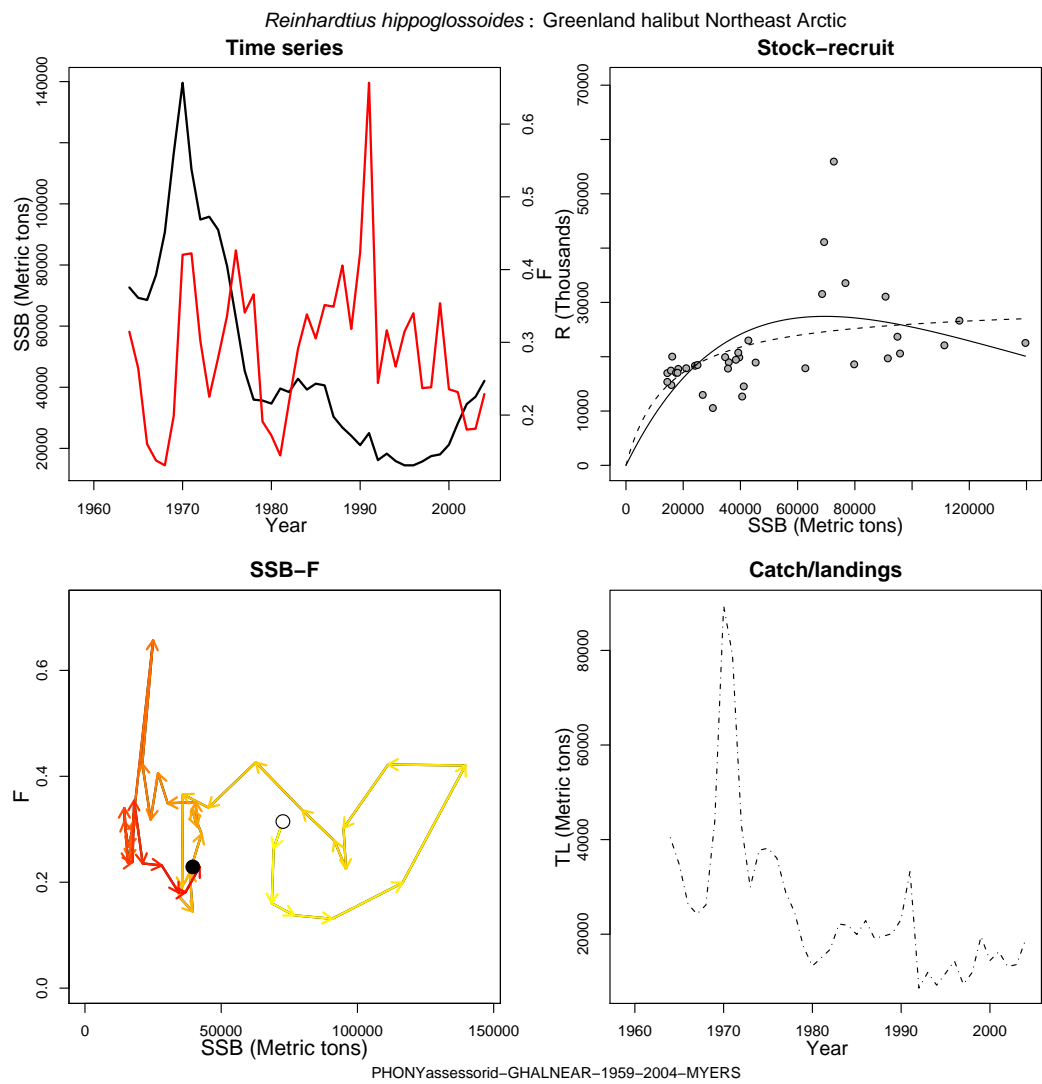 Reinhardtius hippoglossoides : Greenland halibut Northeast Arctic
Time series
SSB (Metric tons)
20000 40000 60000 80000 100000 140000
F
0.2 0.3 0.4 0.5 0.6
1960 1970 1980 1990 2000
Year
Stock−recruit
R (Thousands)
0 10000 30000 50000 70000
0 20000 40000 60000 80000 120000
SSB (Metric tons)
SSB−F
F
0.0 0.2 0.4 0.6
0 50000 100000 150000
SSB (Metric tons)
Catch/landings
TL (Metric tons)
20000 40000 60000 80000
1960 1970 1980 1990 2000
Year
PHONYassessorid−GHALNEAR−1959−2004−MYERS